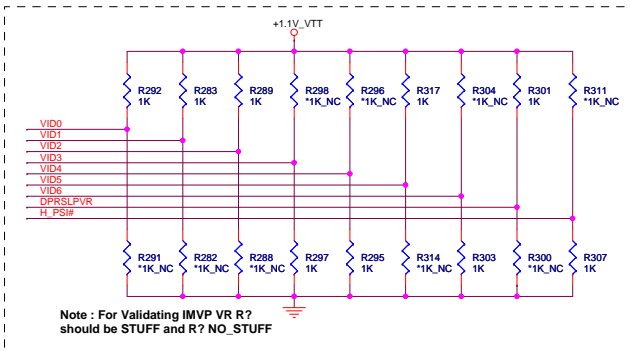 +1.1V_VTT
R292 R283 R289 R298 R296 R317 R304 R301 R311
1K 1K 1K *1K_NC *1K_NC 1K *1K_NC 1K *1K_NC
VID0
VID1
VID2
VID3
VID4
VID5
VID6
DPRSLPVR
H_PSI#
R291 R282 R288 R297 R295 R314 R303 R300 R307
*1K_NC *1K_NC *1K_NC 1K 1K *1K_NC 1K *1K_NC 1K
Note : For Validating IMVP VR R?
should be STUFF and R? NO_STUFF